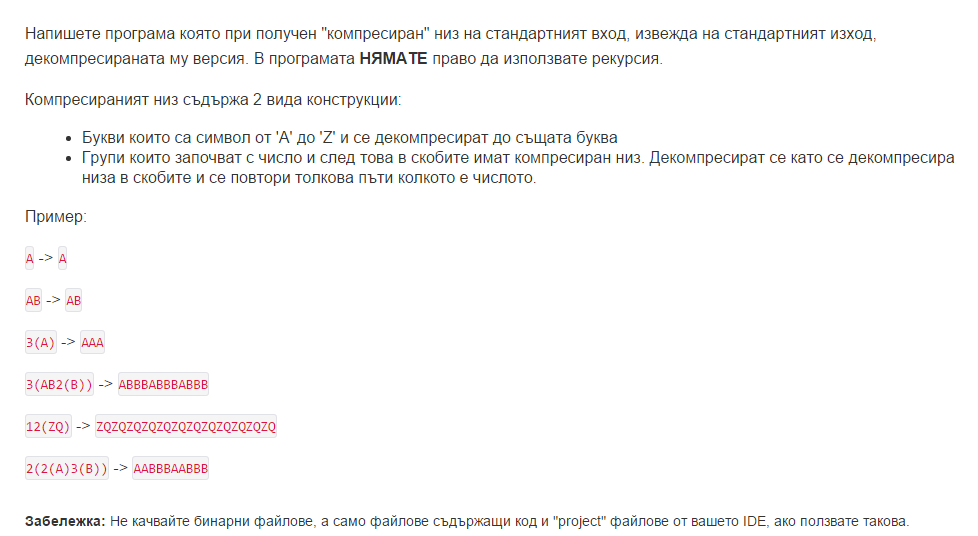 Напишете програма която при получен "компресиран" низ на стандартният вход, извежда на стандартният изход,
декомпресираната му версия. В програмата НЯМАТЕ право да използвате рекурсия.
Компресираният низ съдържа 2 вида конструкции:
• Букви които са символ от 'A' до 'Z' и се декомпресират до същата буква
• Групи които започват с число и след това в скобите имат компресиран низ. Декомпресират се като се декомпресира
низа в скобите и се повтори толкова пъти колкото е числото.
Пример:
A -> A
AB -> AB
3(A) -> AAA
3(AB2(B)) -> ABBBABBBABBB
12(ZQ) -> ZQZQZQZQZQZQZQZQZQZQZQZQ
2(2(A)3(B)) -> AABBBAABBB
Забележка: Не качвайте бинарни файлове, а само файлове съдържащи код и "project" файлове от вашето IDE, ако ползвате такова.